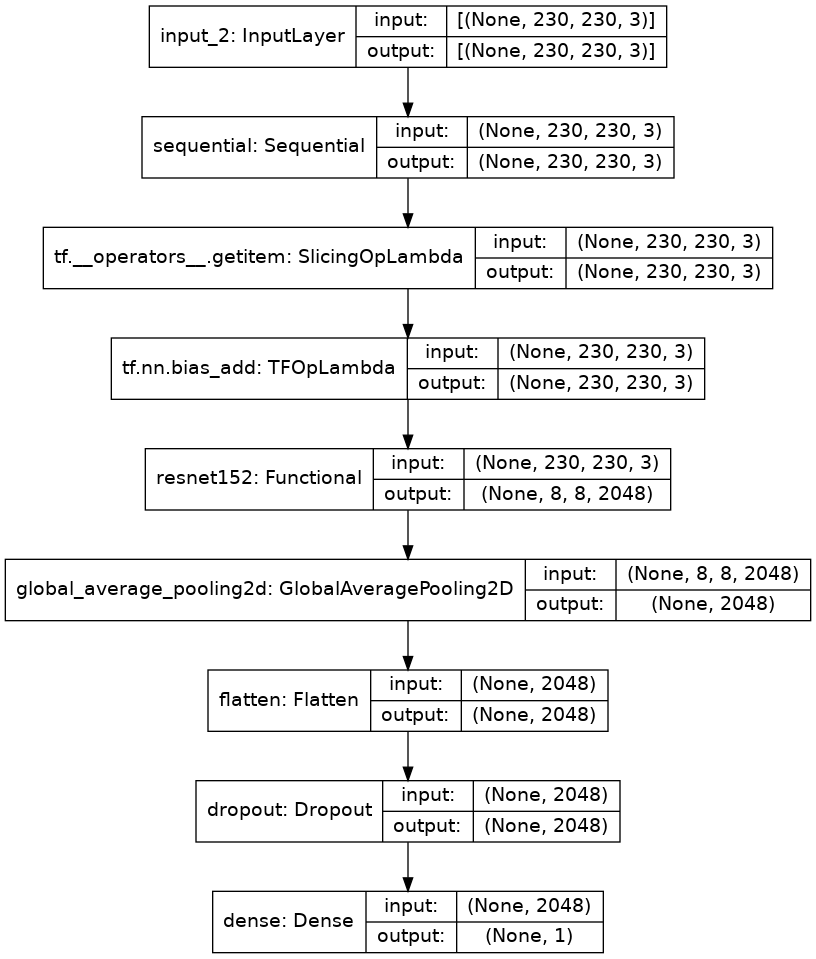 input_2: InputLayer
input: [(None, 230, 230, 3)]
output: [(None, 230, 230, 3)]
sequential: Sequential
input: (None, 230, 230, 3)
output: (None, 230, 230, 3)
tf.__operators__.getitem: SlicingOpLambda
input: (None, 230, 230, 3)
output: (None, 230, 230, 3)
tf.nn.bias_add: TFOpLambda
input: (None, 230, 230, 3)
output: (None, 230, 230, 3)
resnet152: Functional
input: (None, 230, 230, 3)
output: (None, 8, 8, 2048)
global_average_pooling2d: GlobalAveragePooling2D
input: (None, 8, 8, 2048)
output: (None, 2048)
flatten: Flatten
input: (None, 2048)
output: (None, 2048)
dropout: Dropout
input: (None, 2048)
output: (None, 2048)
dense: Dense
input: (None, 2048)
output: (None, 1)